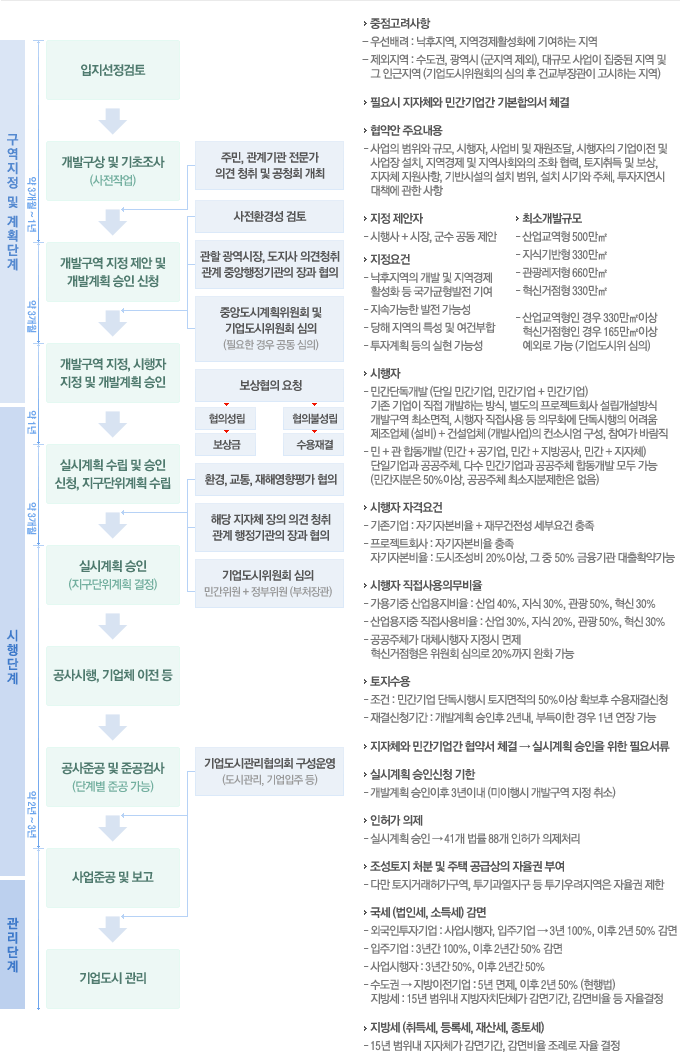 구역지정 및 계획단계
시행단계
관리단계
약 3개월 ~ 1년
약 3개월
약 1년
약 3개월
약 2년 ~ 3년
입지선정검토
개발구상 및 기초조사
(사전작업)
개발구역 지정 제안 및
개발계획 승인 신청
개발구역 지정, 시행자
지정 및 개발계획 승인
실시계획 수립 및 승인
신청, 지구단위계획 수립
실시계획 승인
(지구단위계획 결정)
공사시행, 기업체 이전 등
공사준공 및 준공검사
(단계별 준공 가능)
사업준공 및 보고
기업도시 관리
주민, 관계기관 전문가
의견 청취 및 공청회 개최
사전환경성 검토
관할 광역시장, 도지사 의견청취
관계 중앙행정기관의 장과 협의
중앙도시계획위원회 및
기업도시위원회 심의
(필요한 경우 공동 심의)
보상협의 요청
협의성립
협의불성립
보상금
수용재결
환경, 교통, 재해영향평가 협의
해당 지자체 장의 의견 청취
관계 행정기관의 장과 협의
기업도시위원회 심의
민간위원 + 정부위원 (부처장관)
기업도시관리협의회 구성운영
(도시관리, 기업입주 등)
› 중점고려사항
- 우선배려 : 낙후지역, 지역경제활성화에 기여하는 지역
- 제외지역 : 수도권, 광역시 (군지역 제외), 대규모 사업이 집중된 지역 및
그 인근지역 (기업도시위원회의 심의 후 건교부장관이 고시하는 지역)
› 필요시 지자체와 민간기업간 기본합의서 체결
› 협약안 주요내용
- 사업의 범위와 규모, 시행자, 사업비 및 재원조달, 시행자의 기업이전 및
사업장 설치, 지역경제 및 지역사회와의 조화 협력, 토지취득 및 보상,
지자체 지원사항, 기반시설의 설치 범위, 설치 시기와 주체, 투자지연시
대책에 관한 사항
› 지정 제안자
- 시행사 + 시장, 군수 공동 제안
› 지정요건
- 낙후지역의 개발 및 지역경제
활성화 등 국가균형발전 기여
- 지속가능한 발전 가능성
- 당해 지역의 특성 및 여건부합
- 투자계획 등의 실현 가능성
› 최소개발규모
- 산업교역형 500만㎡
- 지식기반형 330만㎡
- 관광레저형 660만㎡
- 혁신거점형 330만㎡
- 산업교역형인 경우 330만㎡이상
혁신거점형인 경우 165만㎡이상
예외로 가능 (기업도시위 심의)
› 시행자
- 민간단독개발 (단일 민간기업, 민간기업 + 민간기업)
기존 기업이 직접 개발하는 방식, 별도의 프로젝트회사 설립개설방식
개발구역 최소면적, 시행자 직접사용 등 의무화에 단독시행의 어려움
제조업체 (설비) + 건설업체 (개발사업)의 컨소시엄 구성, 참여가 바람직
- 민 + 관 합동개발 (민간 + 공기업, 민간 + 지방공사, 민간 + 지자체)
단일기업과 공공주체, 다수 민간기업과 공공주체 합동개발 모두 가능
(민간지분은 50%이상, 공공주체 최소지분제한은 없음)
› 시행자 자격요건
- 기존기업 : 자기자본비율 + 재무건전성 세부요건 충족
- 프로젝트회사 : 자기자본비율 충족
자기자본비율 : 도시조성비 20%이상, 그 중 50% 금융기관 대출확약가능
› 시행자 직접사용의무비율
- 가용기중 산업용지비율 : 산업 40%, 지식 30%, 관광 50%, 혁신 30%
- 산업용지중 직접사용비율 : 산업 30%, 지식 20%, 관광 50%, 혁신 30%
- 공공주체가 대체시행자 지정시 면제
혁신거점형은 위원회 심의로 20%까지 완화 가능
› 토지수용
- 조건 : 민간기업 단독시행시 토지면적의 50%이상 확보후 수용재결신청
- 재결신청기간 : 개발계획 승인후 2년내, 부득이한 경우 1년 연장 가능
› 지자체와 민간기업간 협약서 체결 → 실시계획 승인을 위한 필요서류
› 실시계획 승인신청 기한
- 개발계획 승인이후 3년이내 (미이행시 개발구역 지정 취소)
› 인허가 의제
- 실시계획 승인 → 41개 법률 88개 인허가 의제처리
› 조성토지 처분 및 주택 공급상의 자율권 부여
- 다만 토지거래허가구역, 투기과열지구 등 투기우려지역은 자율권 제한
› 국세 (법인세, 소득세) 감면
- 외국인투자기업 : 사업시행자, 입주기업 → 3년 100%, 이후 2년 50% 감면
- 입주기업 : 3년간 100%, 이후 2년간 50% 감면
- 사업시행자 : 3년간 50%, 이후 2년간 50%
- 수도권 → 지방이전기업 : 5년 면제, 이후 2년 50% (현행법)
지방세 : 15년 범위내 지방자치단체가 감면기간, 감면비율 등 자율결정
› 지방세 (취득세, 등록세, 재산세, 종토세)
- 15년 범위내 지자체가 감면기간, 감면비율 조례로 자율 결정